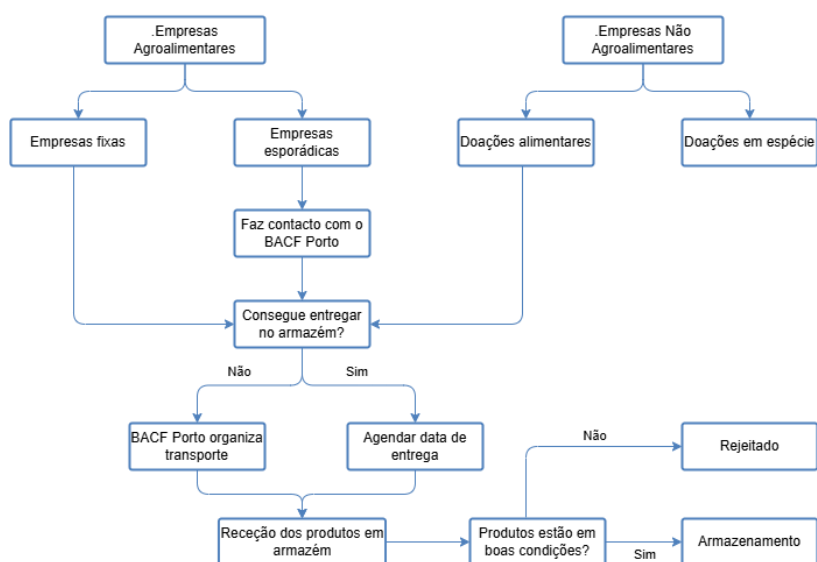 .Empresas
Agroalimentares
.Empresas Não
Agroalimentares
Empresas fixas
Empresas
esporádicas
Doações alimentares
Doações em espécie
Faz contacto com o
BACF Porto
Consegue entregar
no armazém?
Não
Sim
BACF Porto organiza
transporte
Agendar data de
entrega
Não
Rejeitado
Receção dos produtos em
armazém
Produtos estão em
boas condições?
Sim
Armazenamento